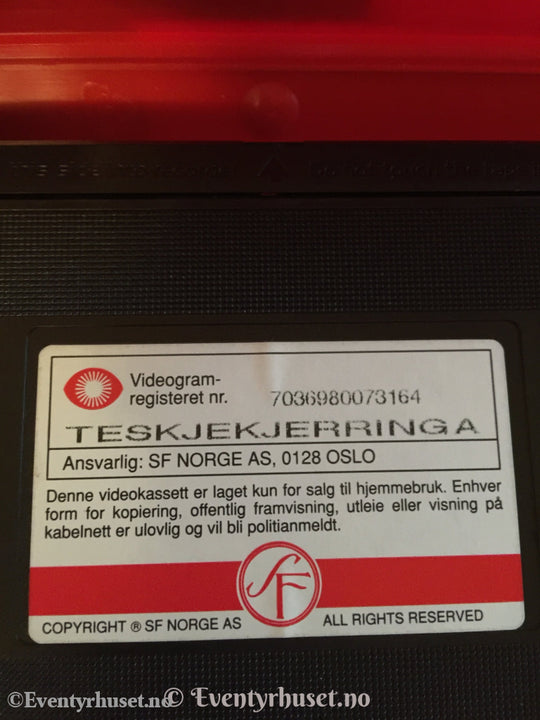 Videogram-
registeret nr. 7036980073164
TESKJEKJERRINGA
Ansvarlig: SF NORGE AS, 0128 OSLO
Denne videokassett er laget kun for salg til hjemmebruk. Enhver
form for kopiering, offentlig framvisning, utleie eller visning på
kabelnett er ulovlig og vil bli politianmeldt.
SF
COPYRIGHT ® SF NORGE AS ALL RIGHTS RESERVED
©Eventyrhuset.no © Eventyrhuset.no